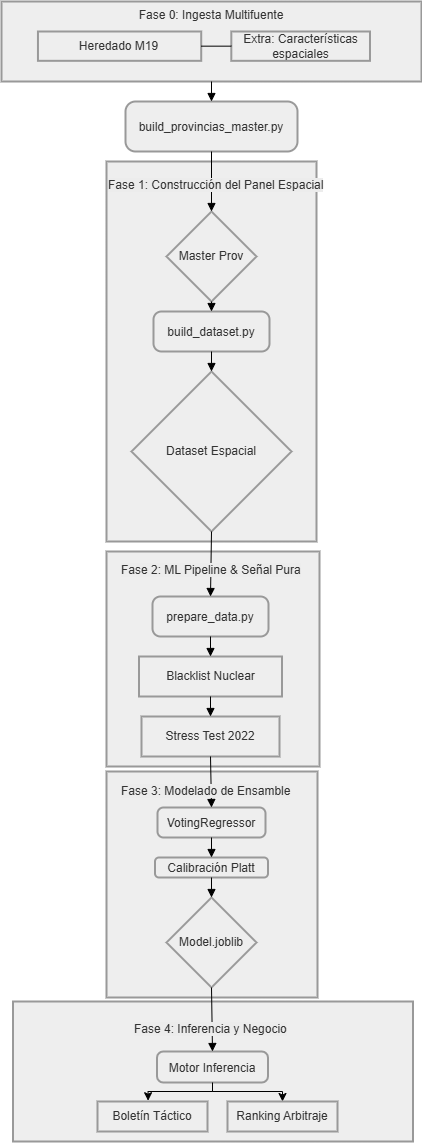 Fase 0: Ingesta Multifuente
Heredado M19
Extra: Características
espaciales
build_provincias_master.py
Fase 1: Construcción del Panel Espacial
Master Prov
build_dataset.py
Dataset Espacial
Fase 2: ML Pipeline & Señal Pura
prepare_data.py
Blacklist Nuclear
Stress Test 2022
Fase 3: Modelado de Ensamble
VotingRegressor
Calibración Platt
Model.joblib
Fase 4: Inferencia y Negocio
Motor Inferencia
Boletín Táctico
Ranking Arbitraje